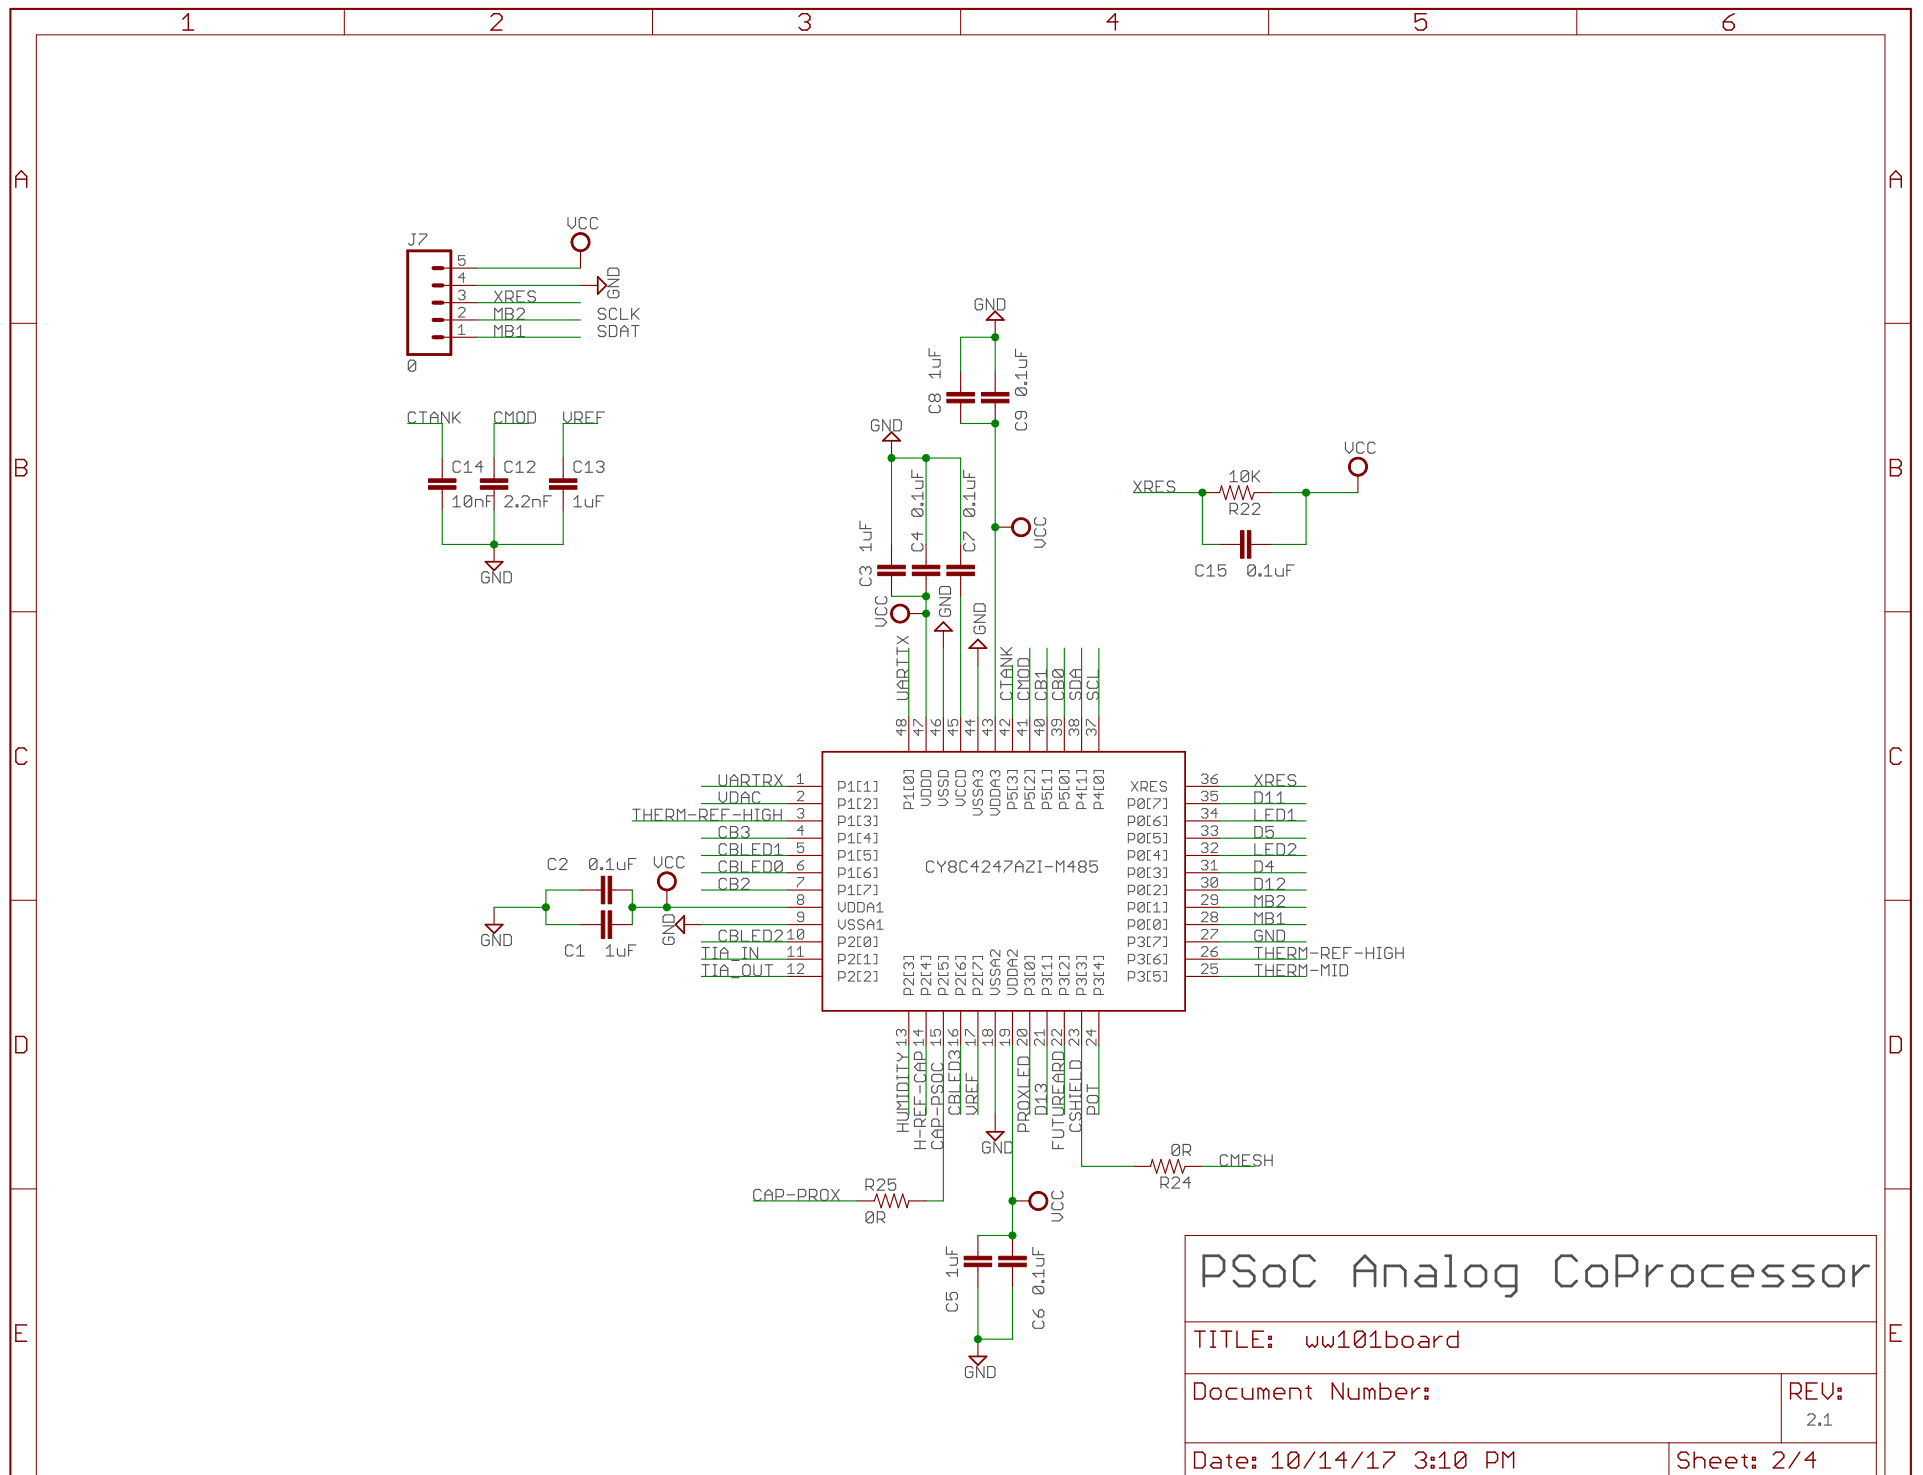 1 2 3 4 5 6
A A
VCC
J7
5
4
GND
3 XRES
2 MB2 SCLK
1 MB1 SDAT
0
GND
C8 1uF
C9 0.1uF
B B
CTANK CMOD VREF
C14 C12 C13
10nF 2.2nF 1uF
GND
GND
C3 1uF
C4 0.1uF
C7 0.1uF
VCC
VCC
GND
GND
VCC
10K
XRES
R22
C15 0.1uF
C C
UARTTX
CTANK
CMOD
CB1
CB0
SDA
SCL
48 47 46 45 44 43 42 41 40 39 38 37
P1[0] VDDD VSSD VCCD VSSA3 VDDA3 P5[3] P5[2] P5[1] P5[0] P4[1] P4[0]
UARTRX 1 P1[1] XRES 36 XRES
VDAC 2 P1[2] P0[7] 35 D11
THERM-REF-HIGH 3 P1[3] P0[6] 34 LED1
CB3 4 P1[4] P0[5] 33 D5
CBLED1 5 P1[5] P0[4] 32 LED2
CBLED0 6 P1[6] P0[3] 31 D4
CB2 7 P1[7] P0[2] 30 D12
8 VDDA1 P0[1] 29 MB2
9 VSSA1 P0[0] 28 MB1
CBLED2 10 P2[0] P3[7] 27 GND
TIA_IN 11 P2[1] P3[6] 26 THERM-REF-HIGH
TIA_OUT 12 P2[2] P3[5] 25 THERM-MID
CY8C4247AZI-M485
C2 0.1uF VCC
GND
GND
C1 1uF
P2[3] P2[4] P2[5] P2[6] P2[7] VSSA2 VDDA2 P3[0] P3[1] P3[2] P3[3] P3[4]
13 14 15 16 17 18 19 20 21 22 23 24
D D
HUMIDITY
H-REF-CAP
CAP-PSOC
CBLED3
VREF
GND
PROXLED
D13
FUTUREARD
CSHIELD
POT
0R
CMESH
R24
R25
CAP-PROX
0R
VCC
C5 1uF
C6 0.1uF
GND
E E
PSoC Analog CoProcessor
TITLE: ww101board
Document Number:
REV:
2.1
Date: 10/14/17 3:10 PM
Sheet: 2/4